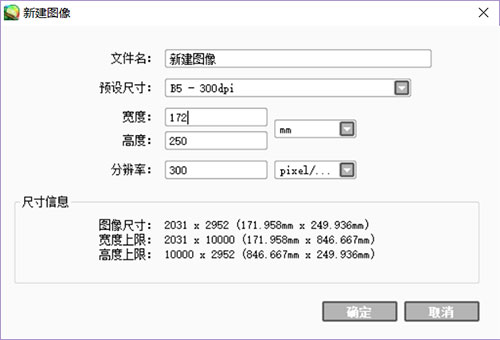 新建图像
文件名： 新建图像
预设尺寸： B5 - 300dpi
宽度： 172
mm
高度： 250
分辨率： 300 pixel/...
尺寸信息
图像尺寸： 2031 x 2952 (171.958mm x 249.936mm)
宽度上限： 2031 x 10000 (171.958mm x 846.667mm)
高度上限： 10000 x 2952 (846.667mm x 249.936mm)
确定 取消